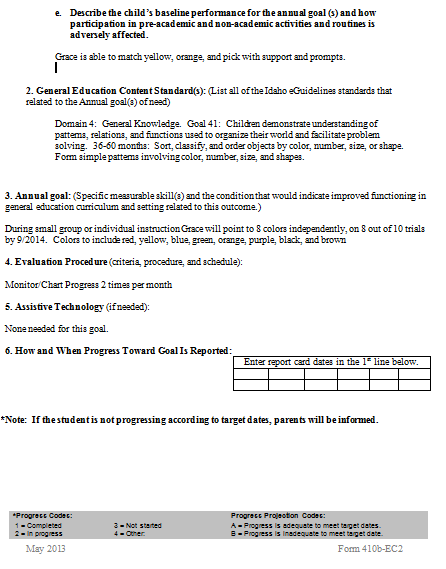 e. Describe the child's baseline performance for the annual goal (s) and how
participation in pre-academic and non-academic activities and routines is
adversely affected.
Grace is able to match yellow, orange, and pick with support and prompts.
2. General Education Content Standard(s): (List all of the Idaho eGuidelines standards that
related to the Annual goal(s) of need)
Domain 4: General Knowledge. Goal 41: Children demonstrate understanding of
patterns, relations, and functions used to organize their world and facilitate problem
solving. 36-60 months: Sort, classify, and order objects by color, number, size, or shape.
Form simple patterns involving color, number, size, and shapes.
3. Annual goal: (Specific measurable skill(s) and the condition that would indicate improved functioning in
general education curriculum and setting related to this outcome.)
During small group or individual instruction Grace will point to 8 colors independently, on 8 out of 10 trials
by 9/2014. Colors to include red, yellow, blue, green, orange, purple, black, and brown
4. Evaluation Procedure (criteria, procedure, and schedule):
Monitor/Chart Progress 2 times per month
5. Assistive Technology (if needed):
None needed for this goal.
6. How and When Progress Toward Goal Is Reported:
Enter report card dates in the 1st line below.
*Note: If the student is not progressing according to target dates, parents will be informed.
*Progress Codes: Progress Projection Codes:
1 = Completed 3 = Not started A = Progress is adequate to meet target dates.
2 = In progress 4 = Other: B = Progress is inadequate to meet target date.
May 2013 Form 410b-EC2